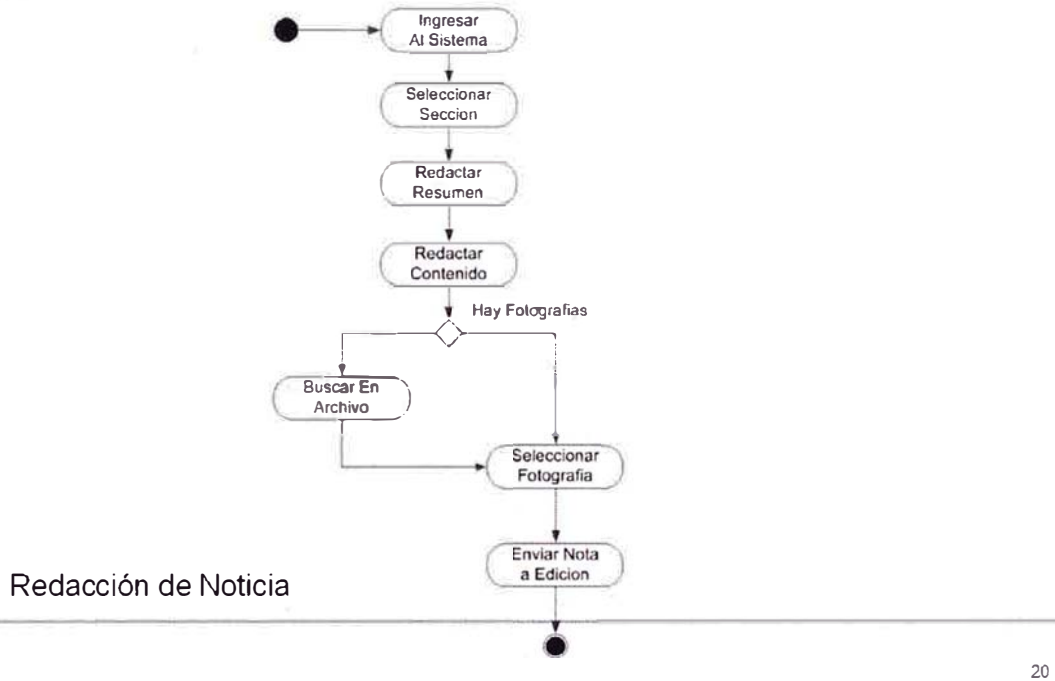 Ingresar
Al Sistema
Seleccionar
Seccion
Redactar
Resumen
Redactar
Contenido
Hay Fotografias
Buscar En
Archivo
Seleccionar
Fotografia
Enviar Nota
a Edicion
Redacción de Noticia
20